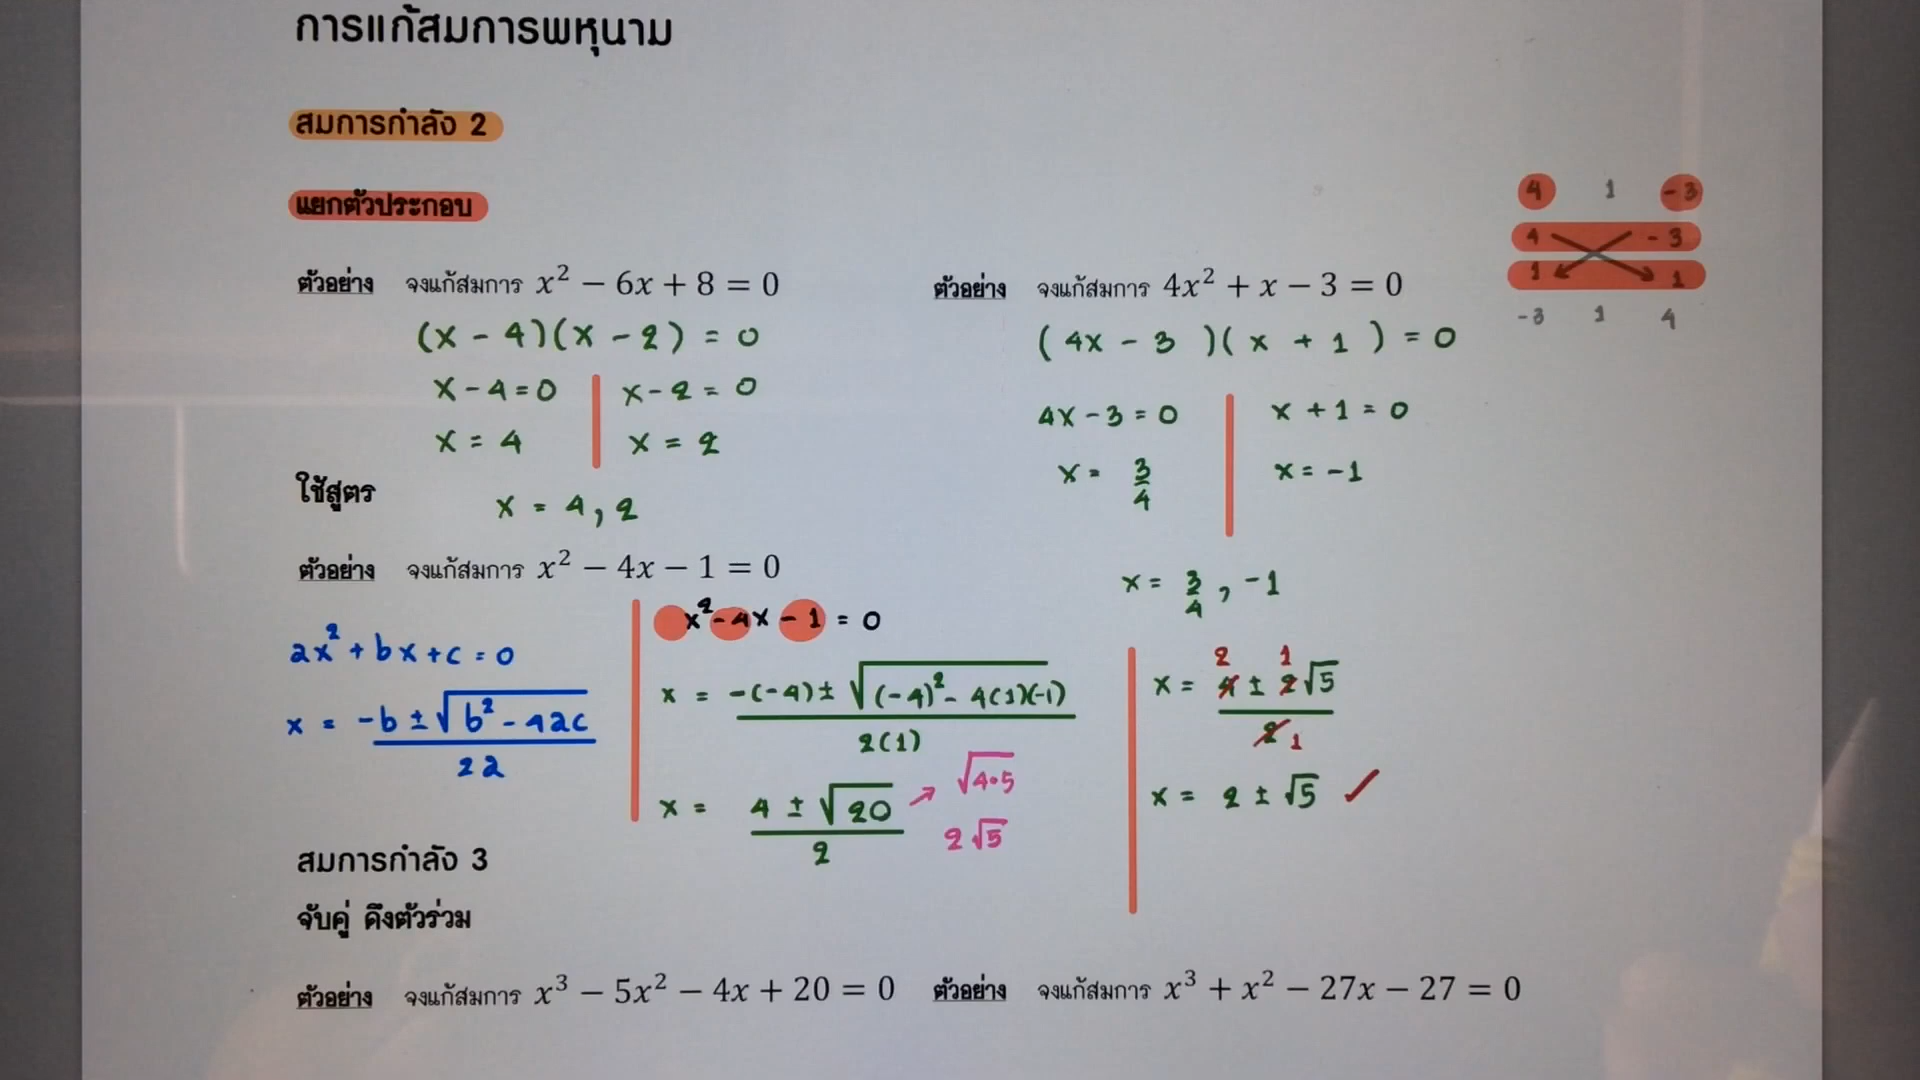 การแก้สมการพหุนาม
สมการกำลัง 2
แยกตัวประกอบ
ตัวอย่าง จงแก้สมการ x² − 6x + 8 = 0
(x - 4)(x - 2) = 0
x - 4 = 0 | x - 2 = 0
x = 4 | x = 2
x = 4, 2
ตัวอย่าง จงแก้สมการ 4x² + x − 3 = 0
4 1 -3
4 -3
1 1
-3 1 4
(4x - 3)(x + 1) = 0
4x - 3 = 0 | x + 1 = 0
x = 3/4 | x = -1
x = 3/4, -1
ใช้สูตร
ตัวอย่าง จงแก้สมการ x² − 4x − 1 = 0
ax² + bx + c = 0
x = (-b ± √(b² - 4ac))/2a
x² - 4x - 1 = 0
x = (-(-4) ± √((-4)² - 4(1)(-1)))/2(1)
x = (4 ± √20)/2
√(4·5)
2√5
2 1
x = (4 ± 2√5)/2 1
x = 2 ± √5 ✓
สมการกำลัง 3
จับคู่ ดึงตัวร่วม
ตัวอย่าง จงแก้สมการ x³ − 5x² − 4x + 20 = 0
ตัวอย่าง จงแก้สมการ x³ + x² − 27x − 27 = 0